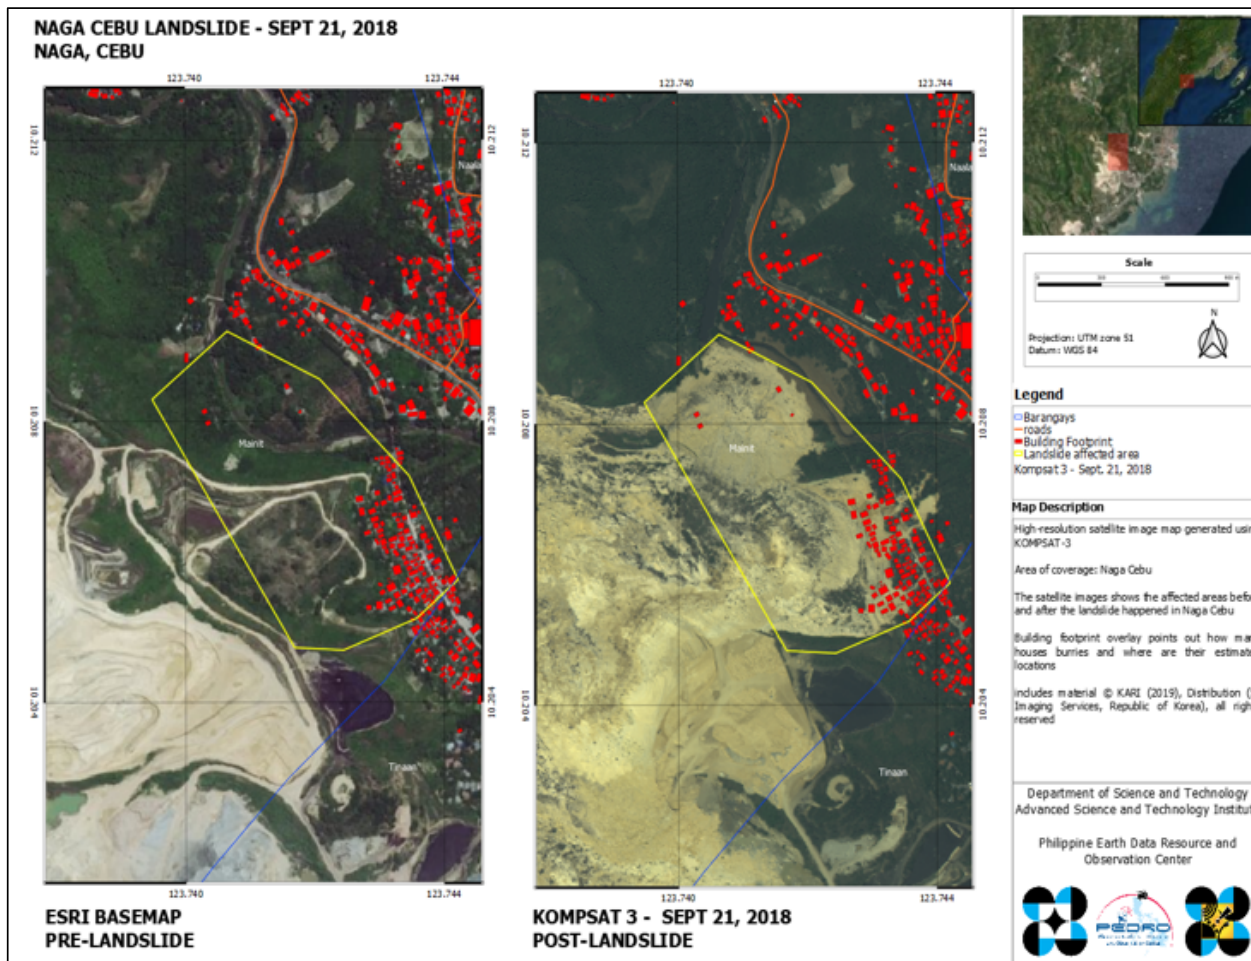 NAGA CEBU LANDSLIDE - SEPT 21, 2018
NAGA, CEBU
123.740
123.744
123.740
123.744
10.212
10.212
10.212
10.212
Naala
Naala
10.208
10.208
10.208
10.208
Mainit
Mainit
10.204
10.204
10.204
10.204
Tinaan
Tinaan
123.740
123.744
123.740
123.744
ESRI BASEMAP
PRE-LANDSLIDE
KOMPSAT 3 - SEPT 21, 2018
POST-LANDSLIDE
Scale
N
Projection: UTM zone 51
Datum: WGS 84
Legend
Barangays
roads
Building Footprint
Landslide affected area
Kompsat 3 - Sept. 21, 2018
Map Description
High-resolution satellite image map generated usin
KOMPSAT-3
Area of coverage: Naga Cebu
The satellite images shows the affected areas befo
and after the landslide happened in Naga Cebu
Building footprint overlay points out how ma
houses burries and where are their estimate
locations
includes material © KARI (2019), Distribution (S
Imaging Services, Republic of Korea), all righ
reserved
Department of Science and Technology
Advanced Science and Technology Institut
Philippine Earth Data Resource and
Observation Center
PEDRO